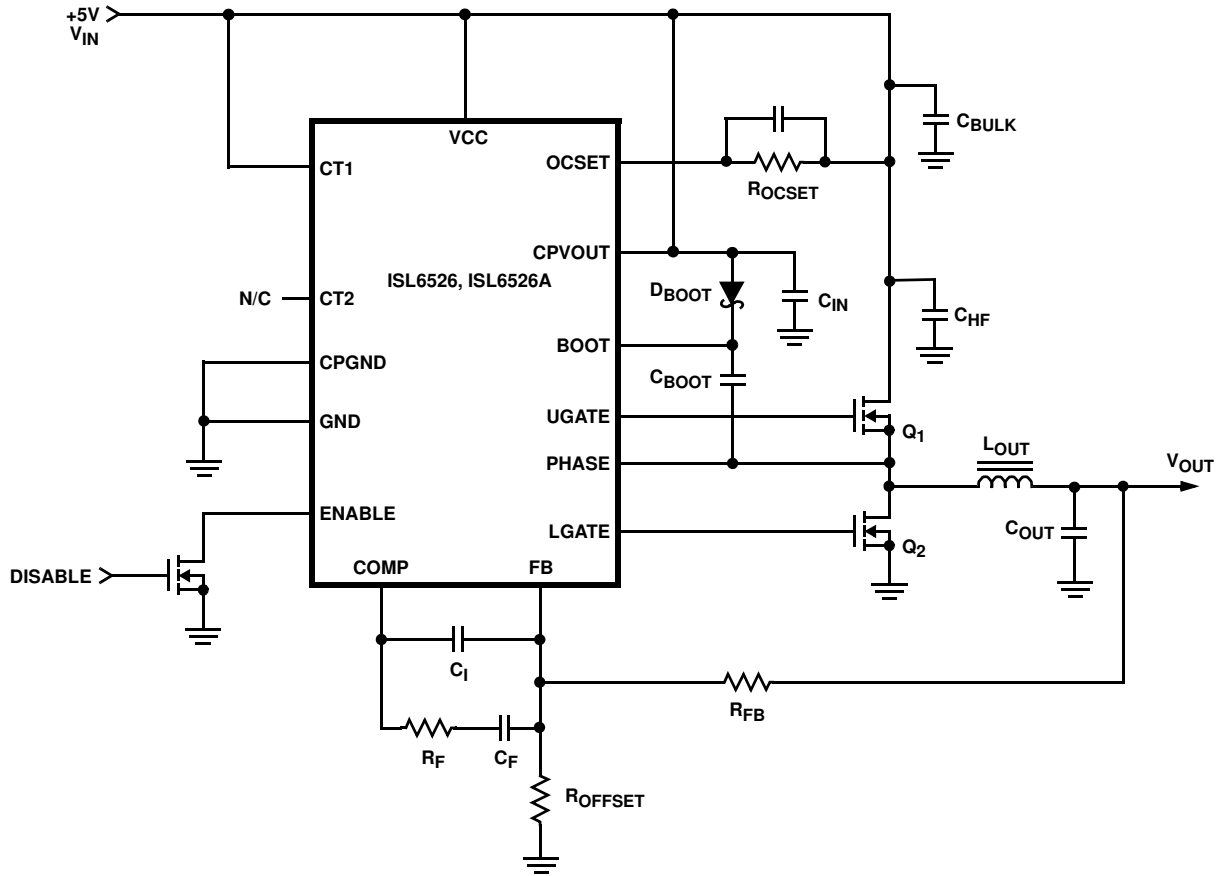 +5V
VIN
VCC
CT1
OCSET
ROCSET
CBULK
CPVOUT
ISL6526, ISL6526A
DBOOT
CIN
N/C
CT2
CHF
BOOT
CBOOT
CPGND
UGATE
GND
Q1
PHASE
LOUT
VOUT
ENABLE
LGATE
Q2
COUT
COMP
FB
DISABLE
CI
RFB
RF
CF
ROFFSET